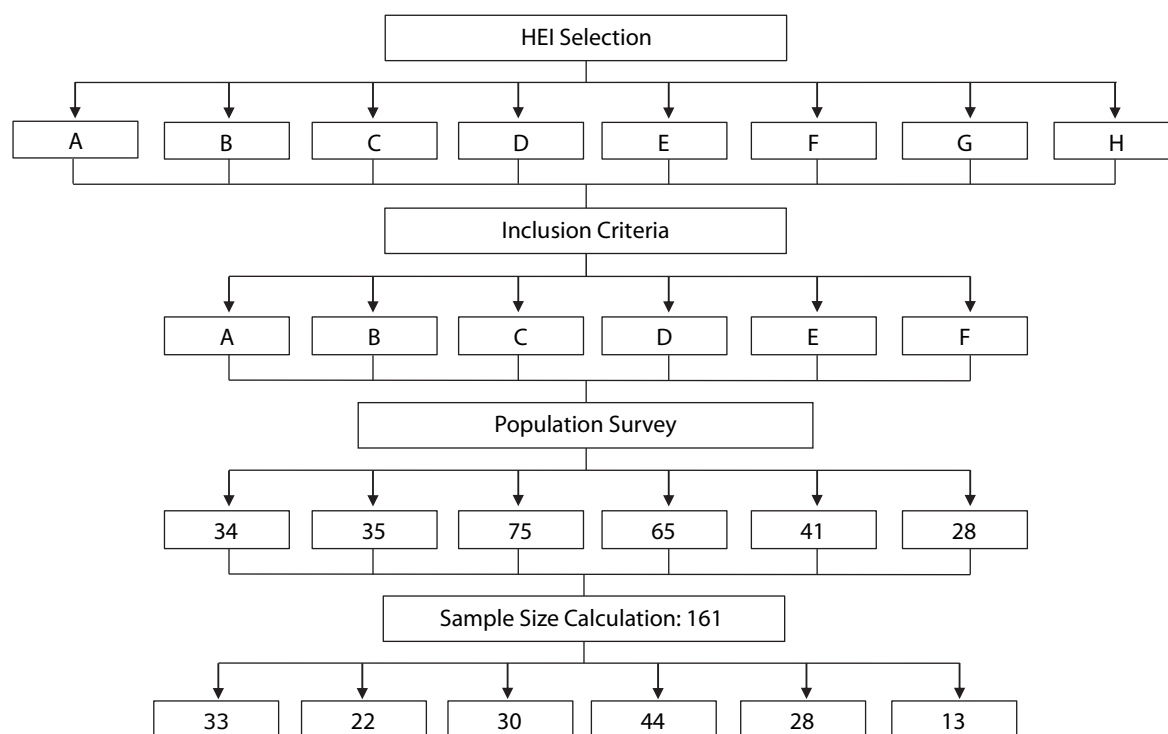 HEI Selection
A B C D E F G H
Inclusion Criteria
A B C D E F
Population Survey
34 35 75 65 41 28
Sample Size Calculation: 161
33 22 30 44 28 13